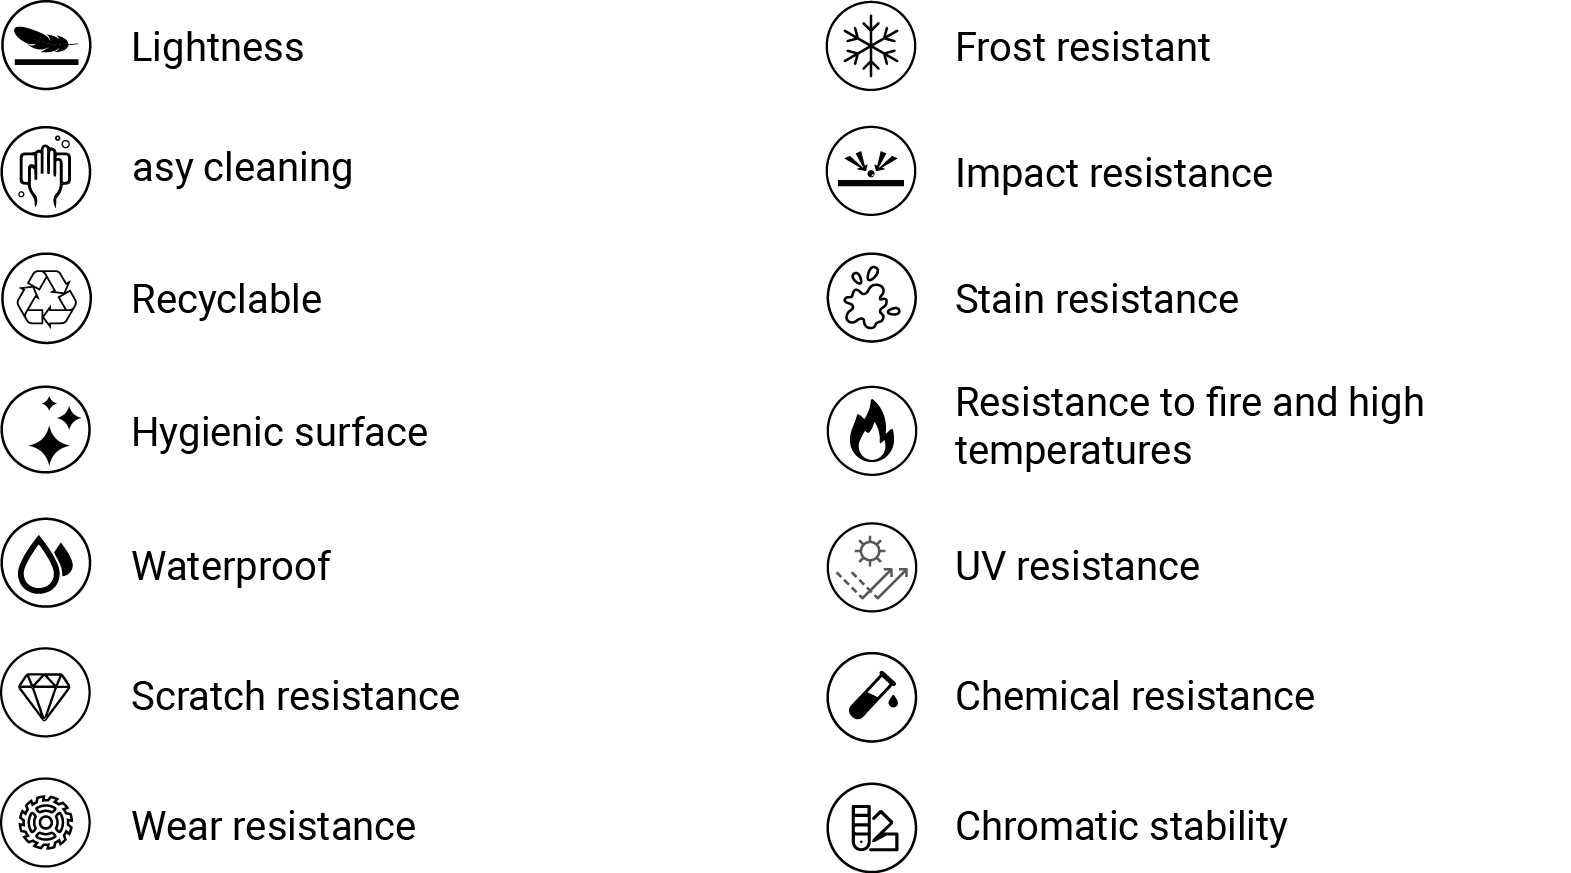 Lightness
asy cleaning
Recyclable
Hygienic surface
Waterproof
Scratch resistance
Wear resistance
Frost resistant
Impact resistance
Stain resistance
Resistance to fire and high
temperatures
UV resistance
Chemical resistance
Chromatic stability